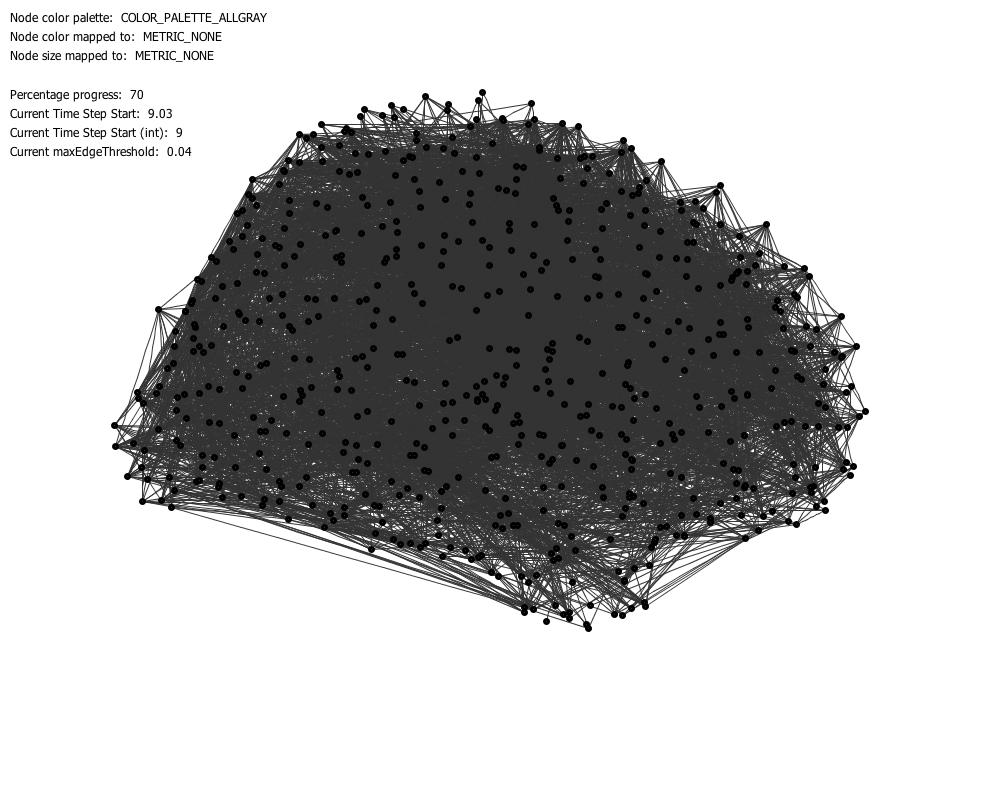 Node color palette:  COLOR_PALETTE_ALLGRAY
Node color mapped to:  METRIC_NONE
Node size mapped to:  METRIC_NONE
Percentage progress:  70
Current Time Step Start:  9.03
Current Time Step Start (int):  9
Current maxEdgeThreshold:  0.04